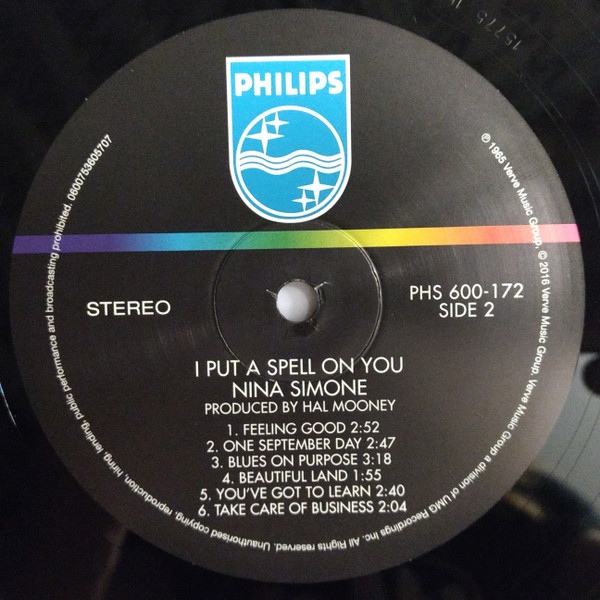 PHILIPS
STEREO
PHS 600-172
SIDE 2
I PUT A SPELL ON YOU
NINA SIMONE
PRODUCED BY HAL MOONEY
1. FEELING GOOD 2:52
2. ONE SEPTEMBER DAY 2:47
3. BLUES ON PURPOSE 3:18
4. BEAUTIFUL LAND 1:55
5. YOU'VE GOT TO LEARN 2:40
6. TAKE CARE OF BUSINESS 2:04
℗ 1965 Verve Music Group, © 2016 Verve Music Group, Verve Music Group a division of UMG Recordings Inc. All Rights reserved. Unauthorised copying, reproduction, hiring, lending, public performance and broadcasting prohibited. 0600753605707
15775